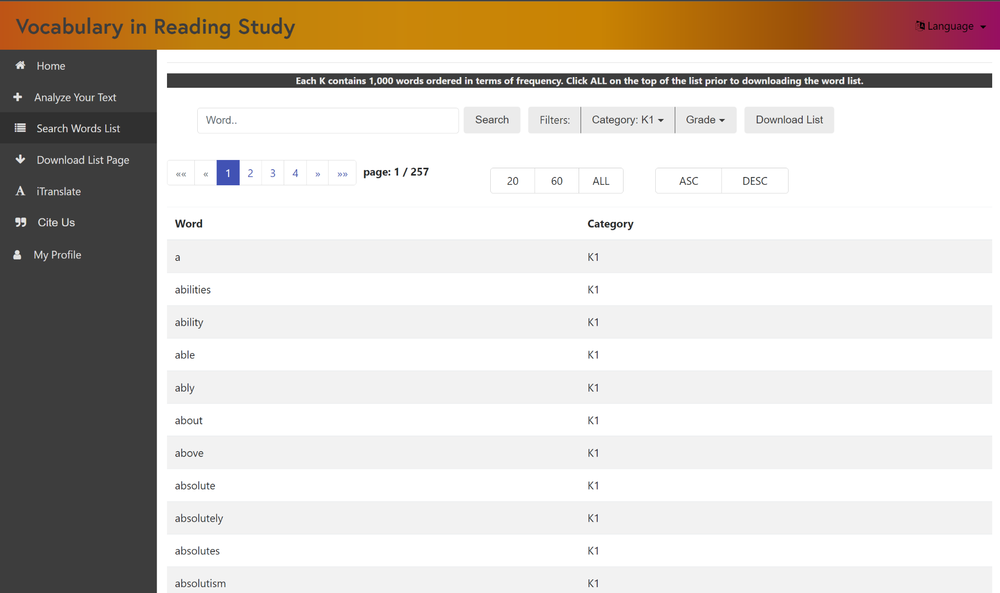 Vocabulary in Reading Study
Language
Home
Analyze Your Text
Search Words List
Download List Page
iTranslate
Cite Us
My Profile
Each K contains 1,000 words ordered in terms of frequency. Click ALL on the top of the list prior to downloading the word list.
Word.. Search Filters: Category: K1 Grade Download List
«« « 1 2 3 4 » »» page: 1 / 257 20 60 ALL ASC DESC
Word Category
a K1
abilities K1
ability K1
able K1
ably K1
about K1
above K1
absolute K1
absolutely K1
absolutes K1
absolutism K1